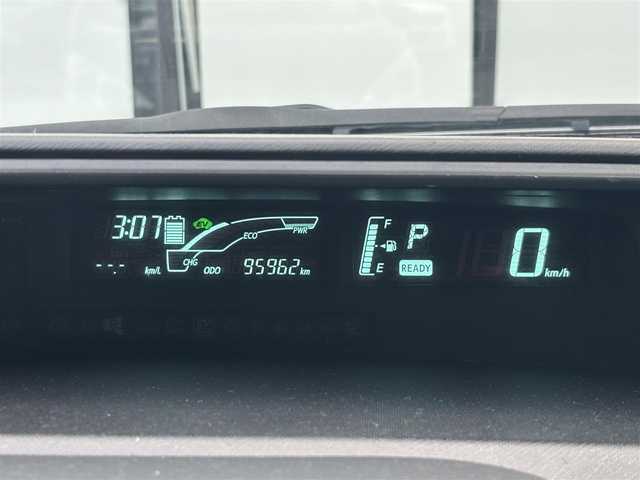 3:07 EV F P 0
ECO PWR
--.- km/L CHG ODO 95962 km E READY km/h